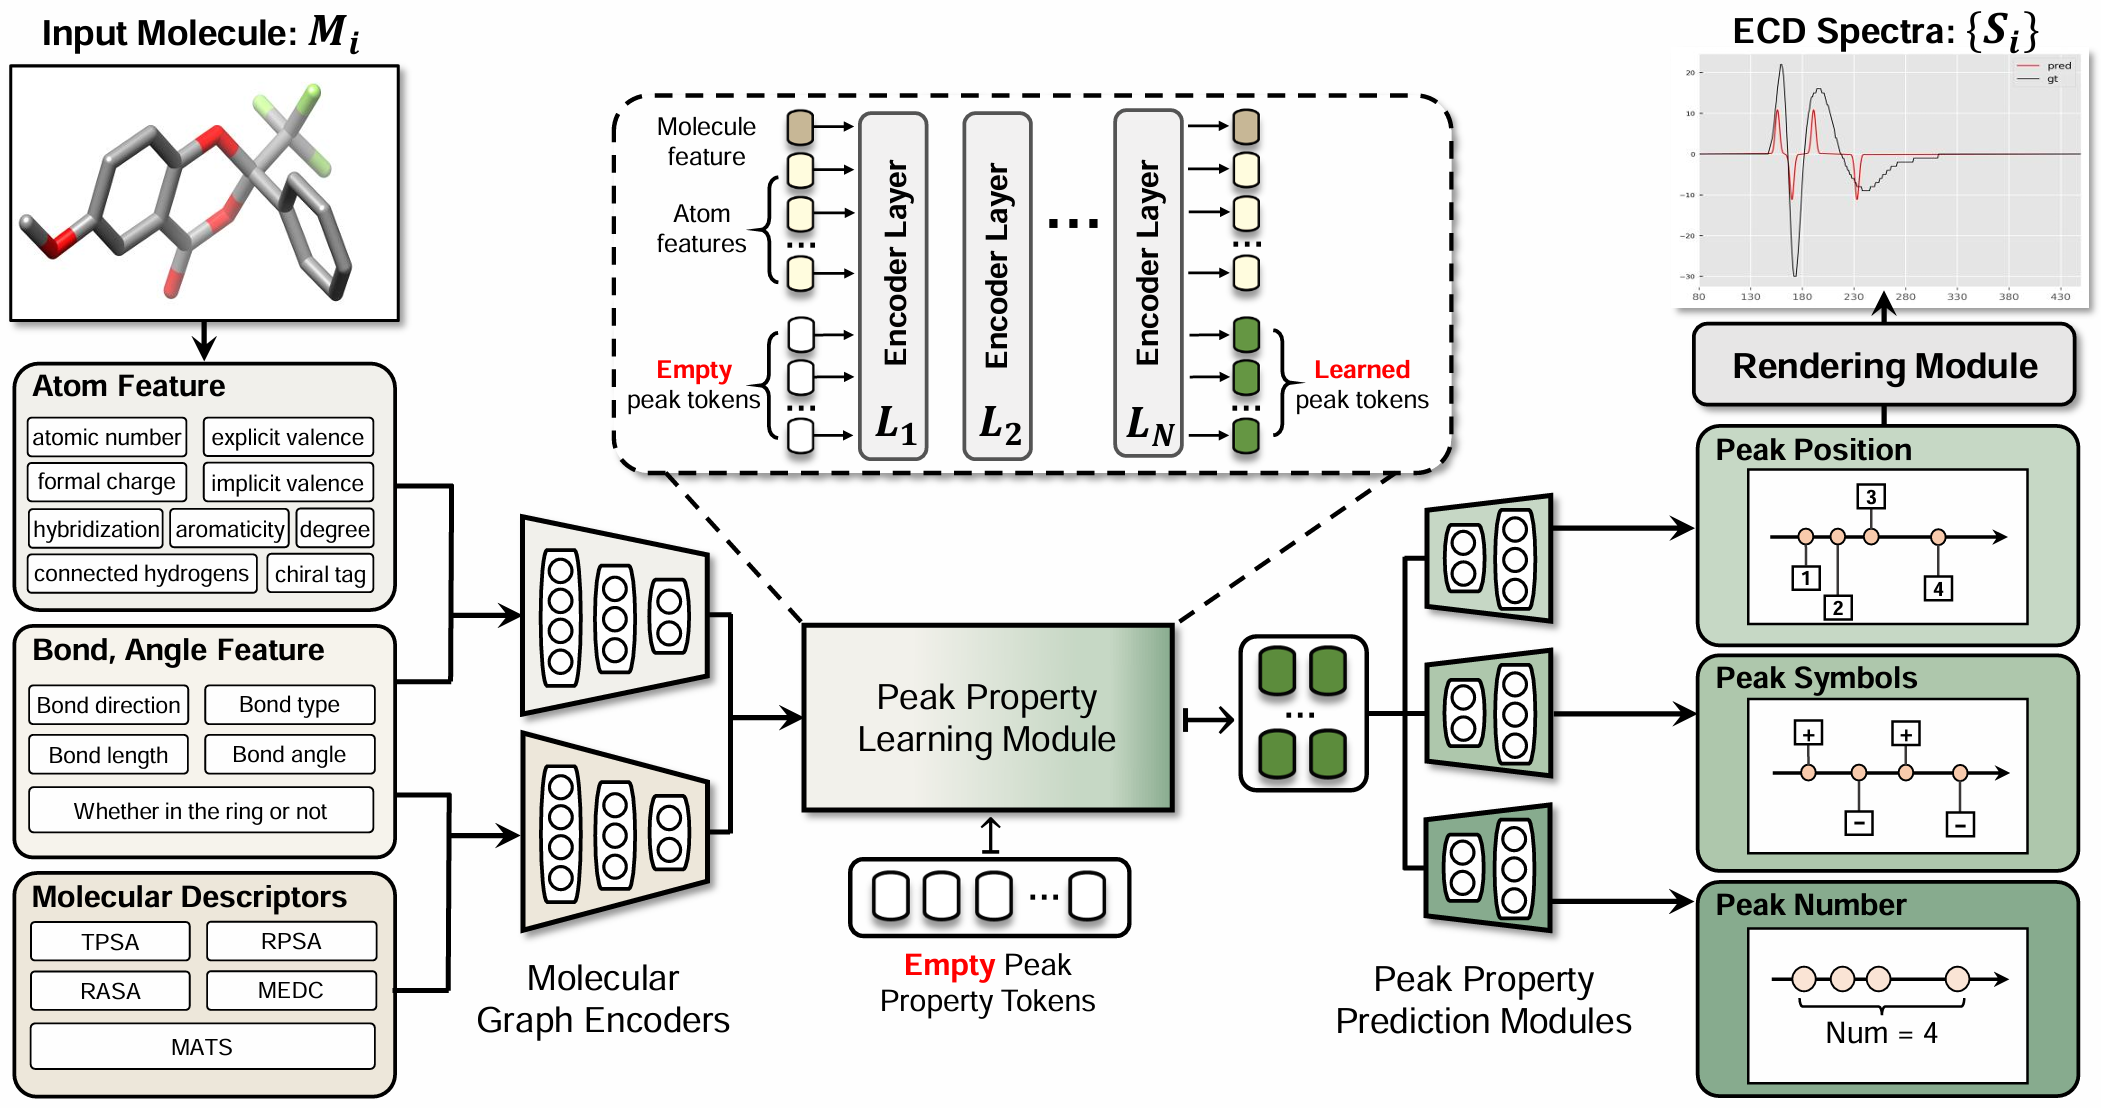 Input Molecule: M_i
Atom Feature
atomic number
explicit valence
formal charge
implicit valence
hybridization
aromaticity
degree
connected hydrogens
chiral tag
Bond, Angle Feature
Bond direction
Bond type
Bond length
Bond angle
Whether in the ring or not
Molecular Descriptors
TPSA
RPSA
RASA
MEDC
MATS
Molecular
Graph Encoders
Molecule
feature
Atom
features
...
Empty
peak tokens
...
Encoder Layer
L_1
Encoder Layer
L_2
...
Encoder Layer
L_N
...
Learned
peak tokens
...
Peak Property
Learning Module
...
Empty Peak
Property Tokens
...
Peak Property
Prediction Modules
ECD Spectra: {S_i}
pred
gt
20
10
0
−10
−20
−30
80 130 180 230 280 330 380 430
Rendering Module
Peak Position
3
1
2
4
Peak Symbols
+ +
− −
Peak Number
Num = 4